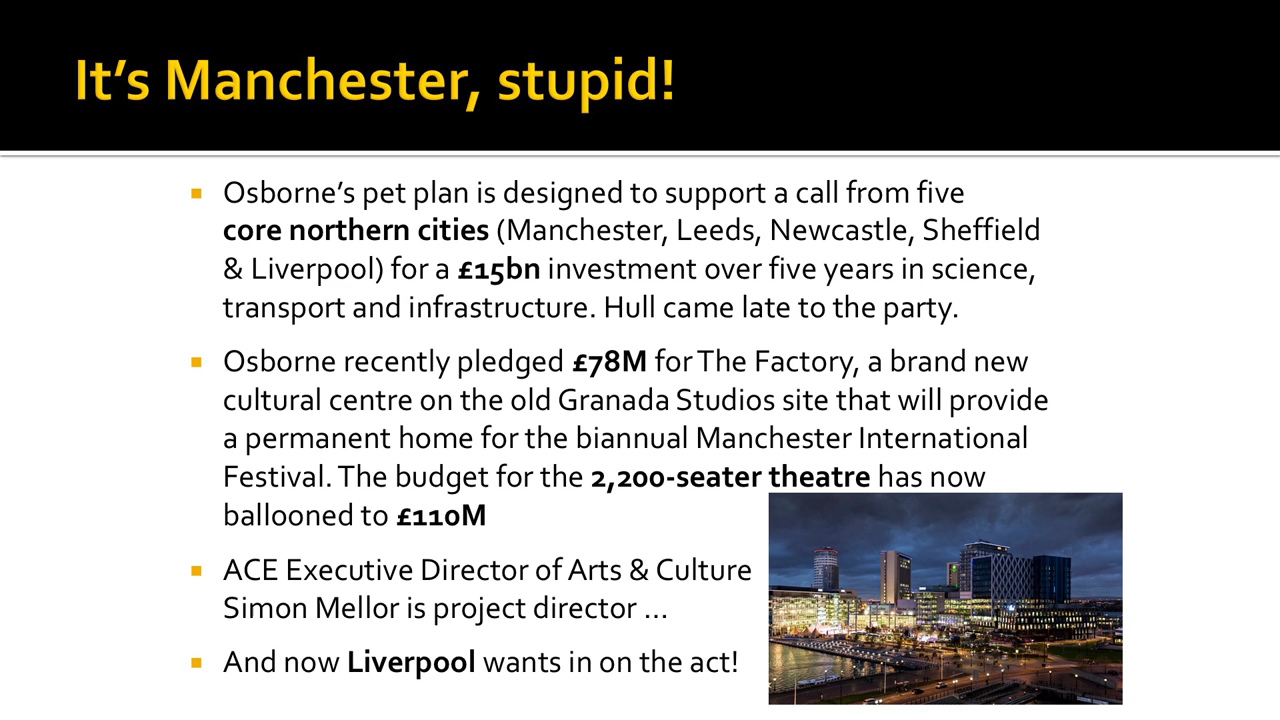 It’s Manchester, stupid!
Osborne’s pet plan is designed to support a call from five
core northern cities (Manchester, Leeds, Newcastle, Sheffield
& Liverpool) for a £15bn investment over five years in science,
transport and infrastructure. Hull came late to the party.
Osborne recently pledged £78M for The Factory, a brand new
cultural centre on the old Granada Studios site that will provide
a permanent home for the biannual Manchester International
Festival. The budget for the 2,200-seater theatre has now
ballooned to £110M
ACE Executive Director of Arts & Culture
Simon Mellor is project director …
And now Liverpool wants in on the act!